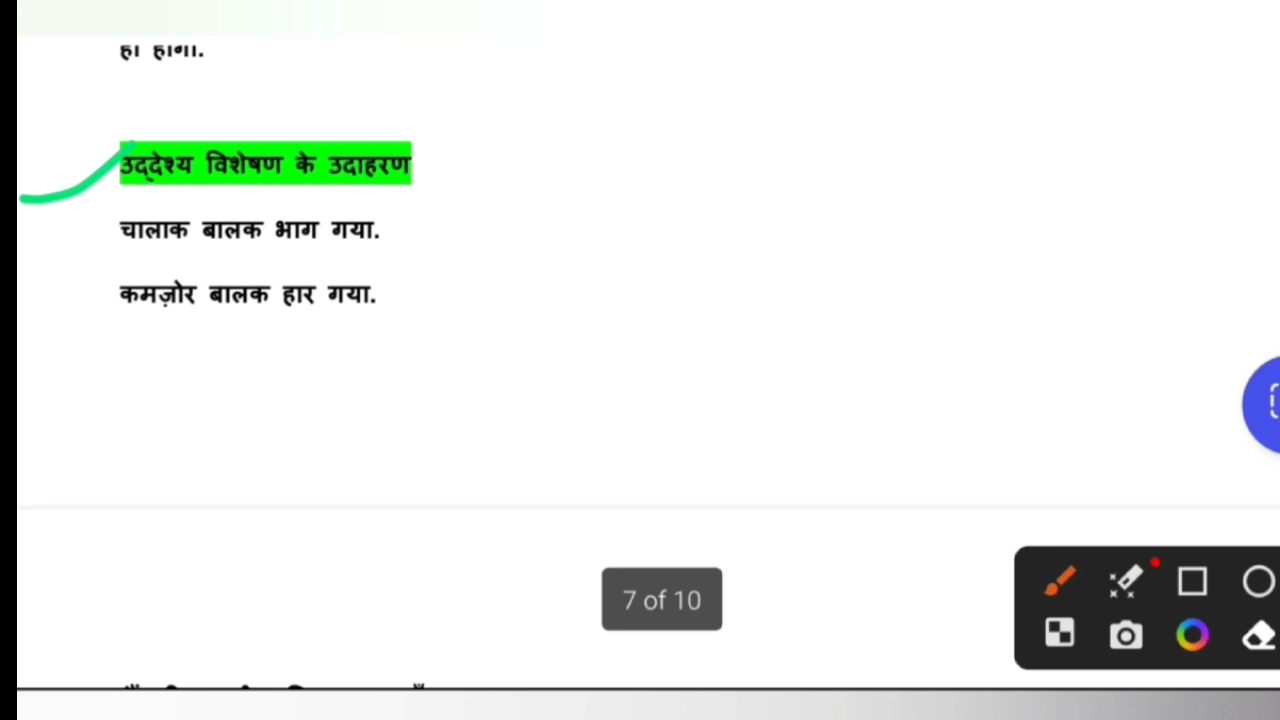 उद्देश्य विशेषण के उदाहरण
चालाक बालक भाग गया.
कमज़ोर बालक हार गया.
7 of 10